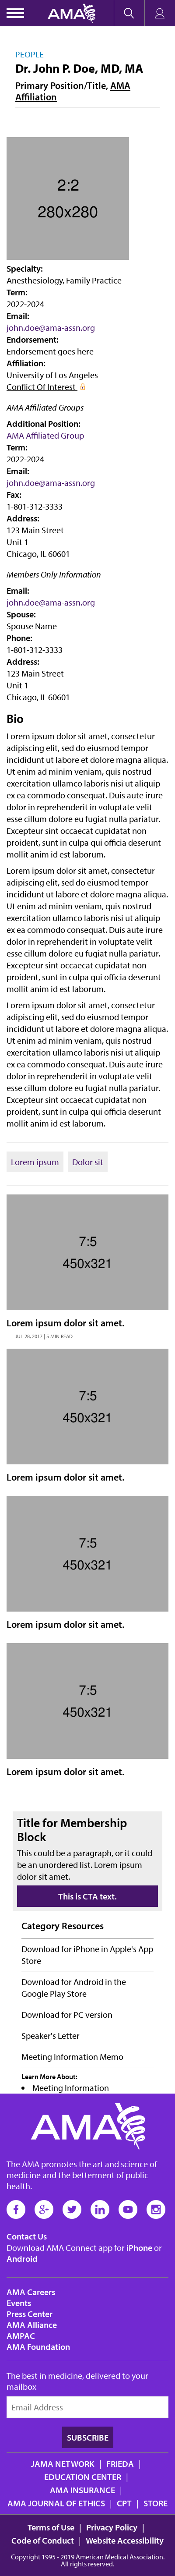 AMA
PEOPLE
Dr. John P. Doe, MD, MA
Primary Position/Title, AMA
Affiliation
2:2
280x280
Specialty:
Anesthesiology, Family Practice
Term:
2022-2024
Email:
john.doe@ama-assn.org
Endorsement:
Endorsement goes here
Affiliation:
University of Los Angeles
Conflict Of Interest
AMA Affiliated Groups
Additional Position:
AMA Affiliated Group
Term:
2022-2024
Email:
john.doe@ama-assn.org
Fax:
1-801-312-3333
Address:
123 Main Street
Unit 1
Chicago, IL 60601
Members Only Information
Email:
john.doe@ama-assn.org
Spouse:
Spouse Name
Phone:
1-801-312-3333
Address:
123 Main Street
Unit 1
Chicago, IL 60601
Bio
Lorem ipsum dolor sit amet, consectetur
adipiscing elit, sed do eiusmod tempor
incididunt ut labore et dolore magna aliqua.
Ut enim ad minim veniam, quis nostrud
exercitation ullamco laboris nisi ut aliquip
ex ea commodo consequat. Duis aute irure
dolor in reprehenderit in voluptate velit
esse cillum dolore eu fugiat nulla pariatur.
Excepteur sint occaecat cupidatat non
proident, sunt in culpa qui officia deserunt
mollit anim id est laborum.
Lorem ipsum dolor sit amet, consectetur
adipiscing elit, sed do eiusmod tempor
incididunt ut labore et dolore magna aliqua.
Ut enim ad minim veniam, quis nostrud
exercitation ullamco laboris nisi ut aliquip
ex ea commodo consequat. Duis aute irure
dolor in reprehenderit in voluptate velit
esse cillum dolore eu fugiat nulla pariatur.
Excepteur sint occaecat cupidatat non
proident, sunt in culpa qui officia deserunt
mollit anim id est laborum.
Lorem ipsum dolor sit amet, consectetur
adipiscing elit, sed do eiusmod tempor
incididunt ut labore et dolore magna aliqua.
Ut enim ad minim veniam, quis nostrud
exercitation ullamco laboris nisi ut aliquip
ex ea commodo consequat. Duis aute irure
dolor in reprehenderit in voluptate velit
esse cillum dolore eu fugiat nulla pariatur.
Excepteur sint occaecat cupidatat non
proident, sunt in culpa qui officia deserunt
mollit anim id est laborum.
Lorem ipsum Dolor sit
7:5
450x321
Lorem ipsum dolor sit amet.
JUL 28, 2017 | 5 MIN READ
7:5
450x321
Lorem ipsum dolor sit amet.
7:5
450x321
Lorem ipsum dolor sit amet.
7:5
450x321
Lorem ipsum dolor sit amet.
Title for Membership
Block
This could be a paragraph, or it could
be an unordered list. Lorem ipsum
dolor sit amet.
This is CTA text.
Category Resources
Download for iPhone in Apple's App
Store
Download for Android in the
Google Play Store
Download for PC version
Speaker's Letter
Meeting Information Memo
Learn More About:
• Meeting Information
AMA
The AMA promotes the art and science of
medicine and the betterment of public
health.
Contact Us
Download AMA Connect app for iPhone or
Android
AMA Careers
Events
Press Center
AMA Alliance
AMPAC
AMA Foundation
The best in medicine, delivered to your
mailbox
Email Address
SUBSCRIBE
JAMA NETWORK | FRIEDA |
EDUCATION CENTER |
AMA INSURANCE |
AMA JOURNAL OF ETHICS | CPT | STORE
Terms of Use | Privacy Policy |
Code of Conduct | Website Accessibility
Copyright 1995 - 2019 American Medical Association.
All rights reserved.